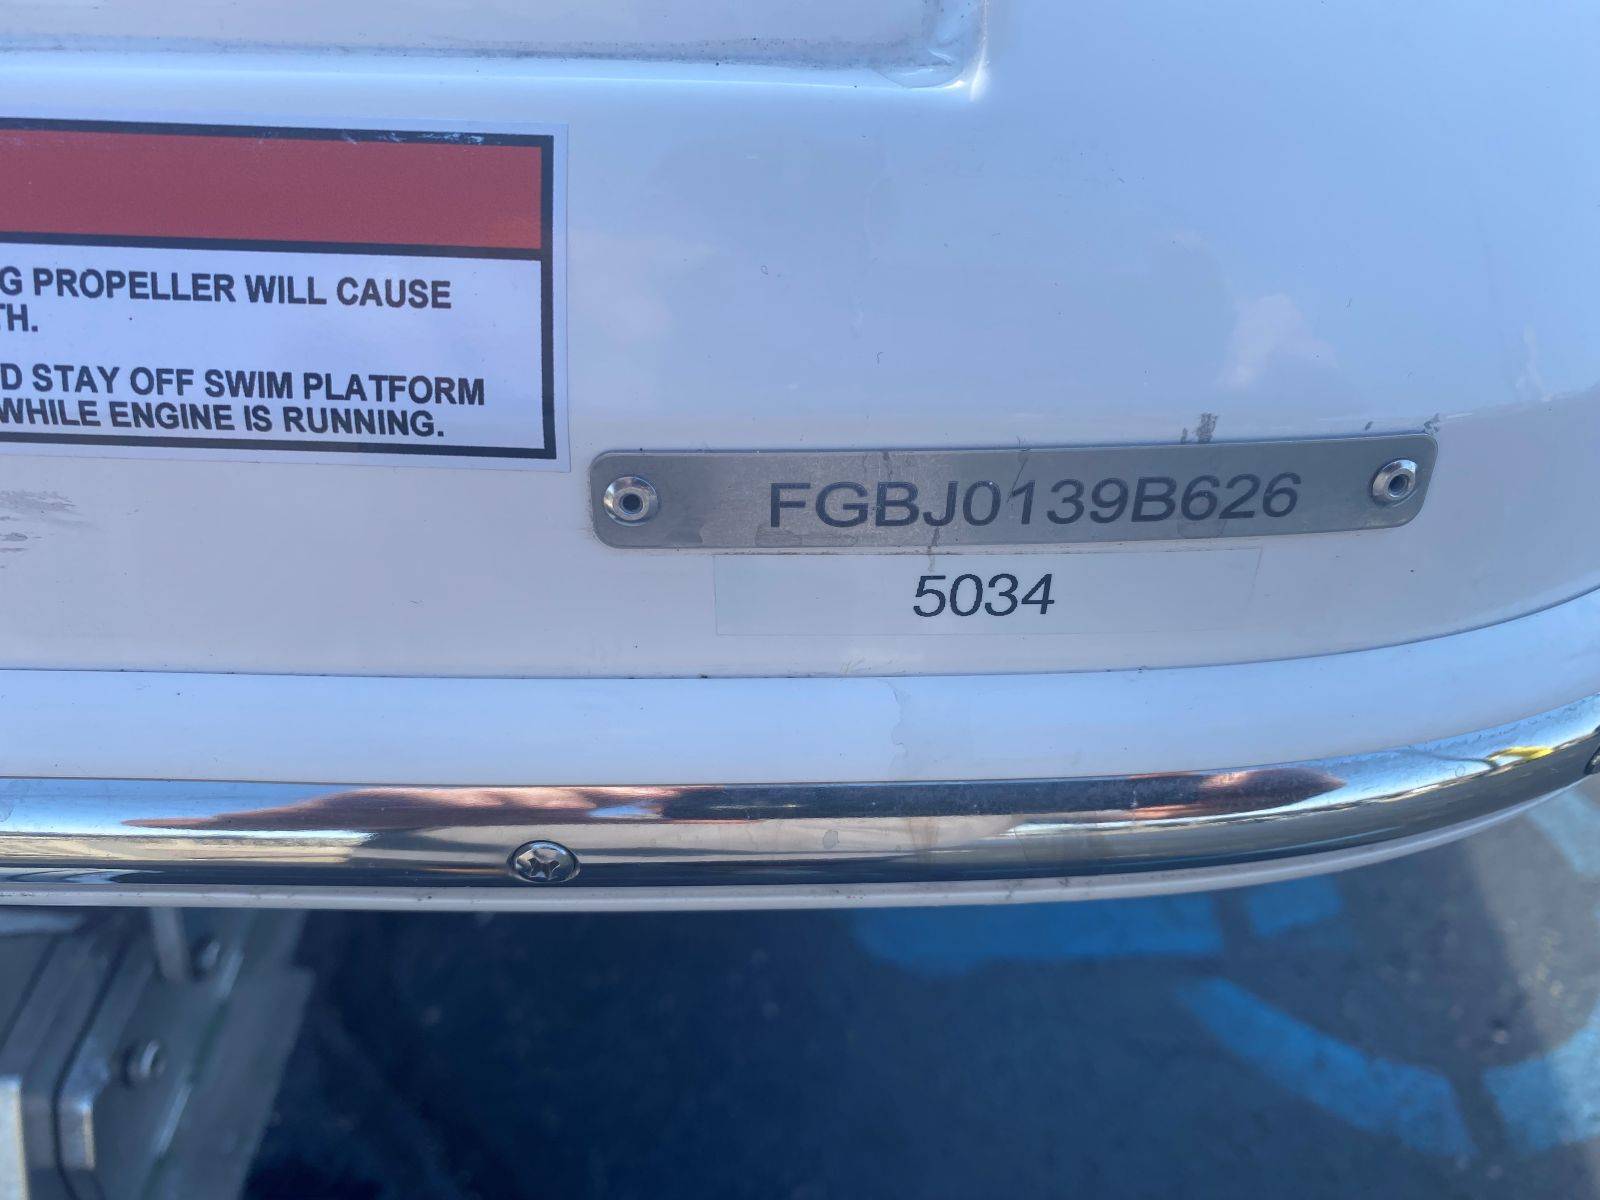 G PROPELLER WILL CAUSE
TH.
D STAY OFF SWIM PLATFORM
WHILE ENGINE IS RUNNING.
FGBJ0139B626
5034